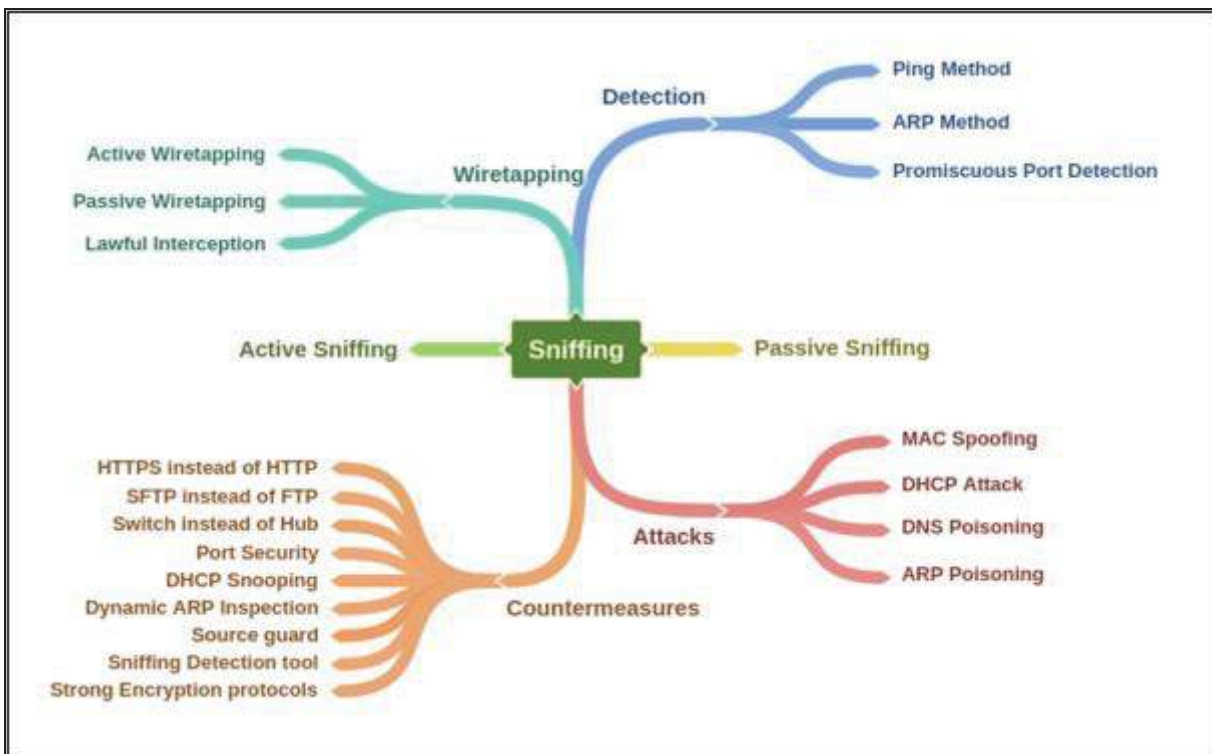 Detection
Ping Method
ARP Method
Promiscuous Port Detection
Wiretapping
Active Wiretapping
Passive Wiretapping
Lawful Interception
Active Sniffing
Sniffing
Passive Sniffing
Attacks
MAC Spoofing
DHCP Attack
DNS Poisoning
ARP Poisoning
Countermeasures
HTTPS instead of HTTP
SFTP instead of FTP
Switch instead of Hub
Port Security
DHCP Snooping
Dynamic ARP Inspection
Source guard
Sniffing Detection tool
Strong Encryption protocols